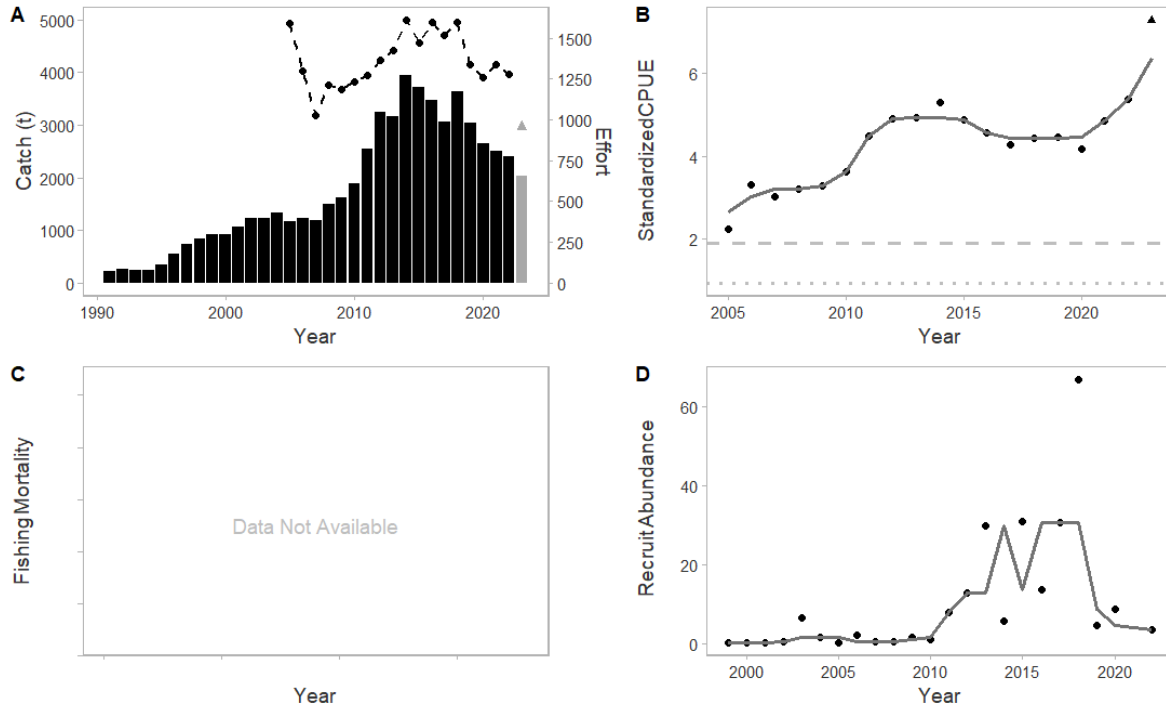 A
5000
4000
3000
2000
1000
0
Catch (t)
1500
1250
1000
750
500
250
0
Effort
1990
2000
2010
2020
Year
B
6
4
2
StandardizedCPUE
2005
2010
2015
2020
Year
C
Fishing Mortality
Data Not Available
Year
D
60
40
20
0
Recruit Abundance
2000
2005
2010
2015
2020
Year